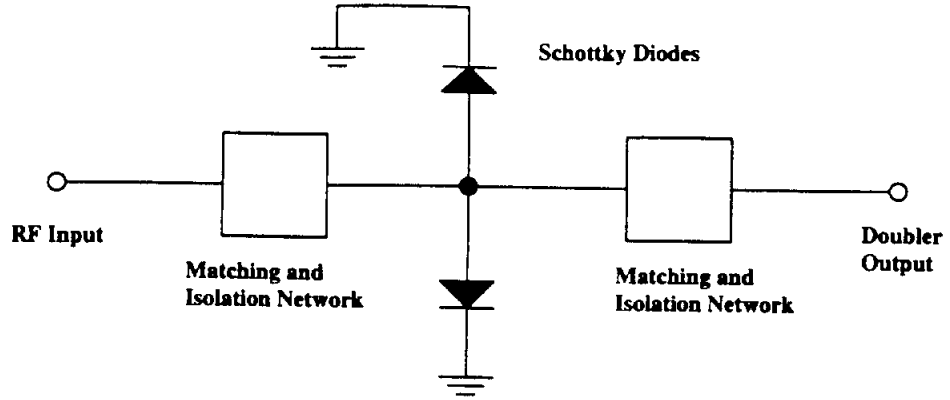 Schottky Diodes
RF Input
Matching and
Isolation Network
Matching and
Isolation Network
Doubler
Output